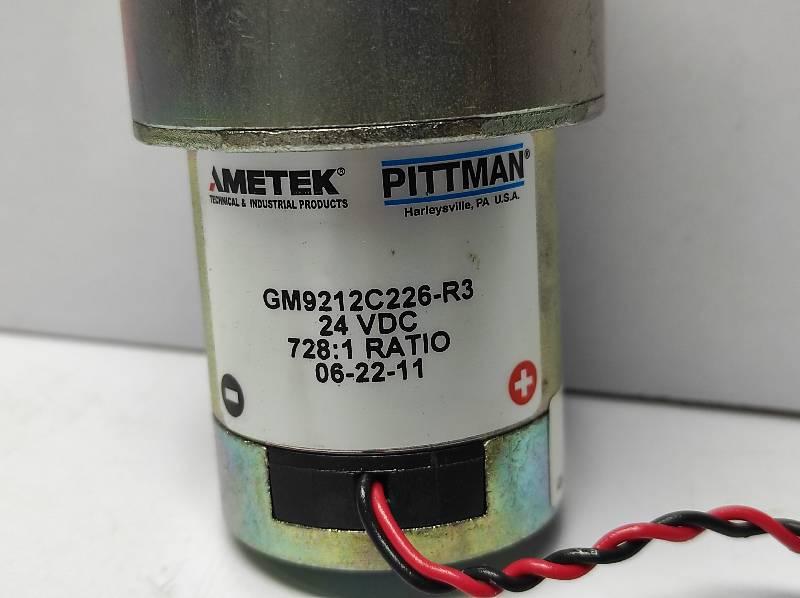 AMETEK®
TECHNICAL & INDUSTRIAL PRODUCTS
PITTMAN®
Harleysville, PA U.S.A.
GM9212C226-R3
24 VDC
728:1 RATIO
06-22-11